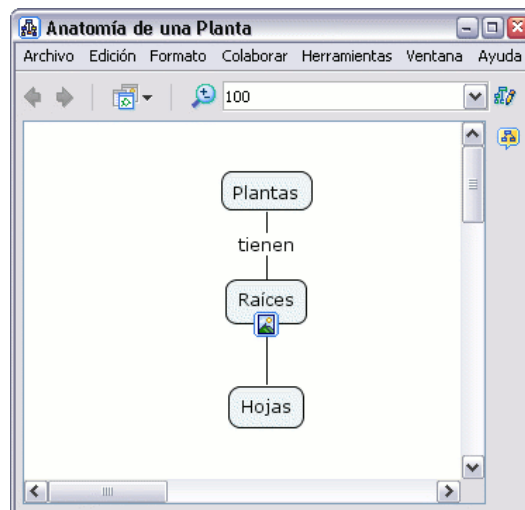 Anatomía de una Planta
Archivo Edición Formato Colaborar Herramientas Ventana Ayuda
100
Plantas
tienen
Raíces
Hojas